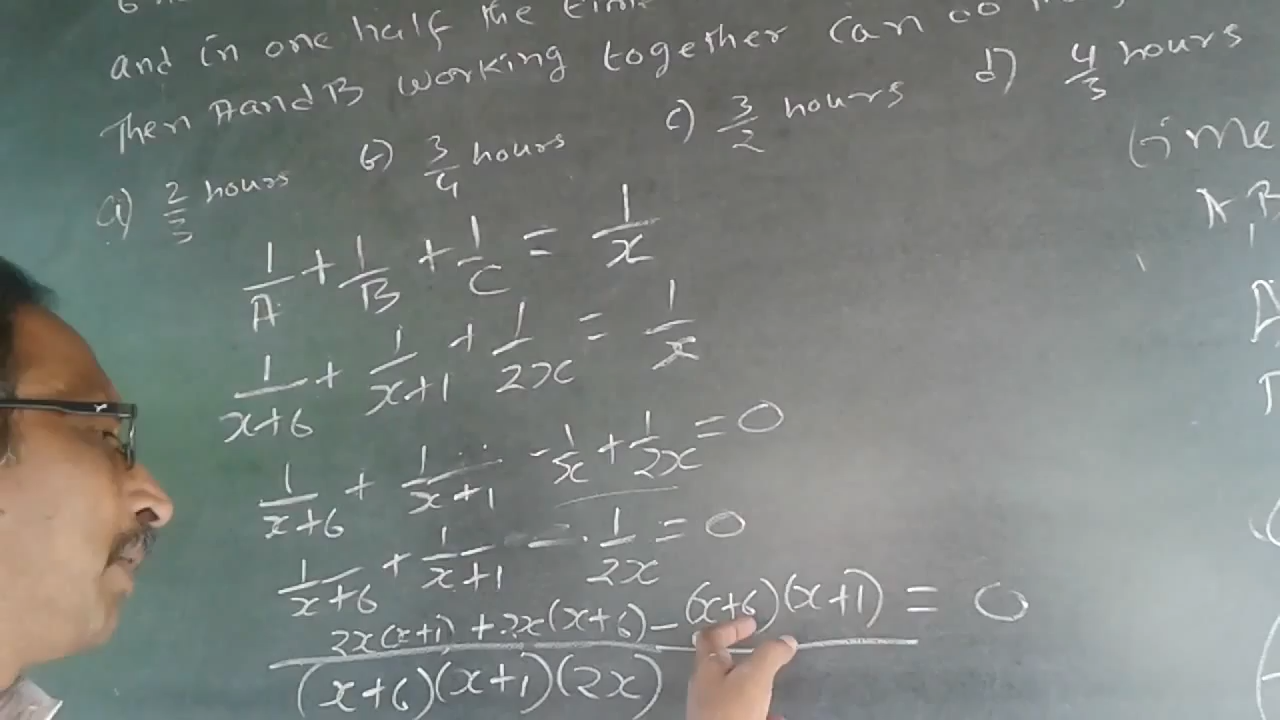 and in one half the time
Then A and B working together can do
a) 2/3 hours b) 3/4 hours c) 3/2 hours d) 4/3 hours
time
A B
1/A + 1/B + 1/C = 1/x
1/(x+6) + 1/(x+1) + 1/2x = 1/x
1/(x+6) + 1/(x+1) - 1/x + 1/2x = 0
1/(x+6) + 1/(x+1) - 1/2x = 0
2x(x+1) + 2x(x+6) - (x+6)(x+1) = 0
(x+6)(x+1)(2x)